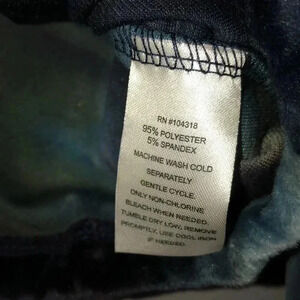 RN #104318
95% POLYESTER
5% SPANDEX
MACHINE WASH COLD
SEPARATELY
GENTLE CYCLE.
ONLY NON-CHLORINE
BLEACH WHEN NEEDED.
TUMBLE DRY LOW, REMOVE
PROMPTLY, USE COOL IRON
IF NEEDED.